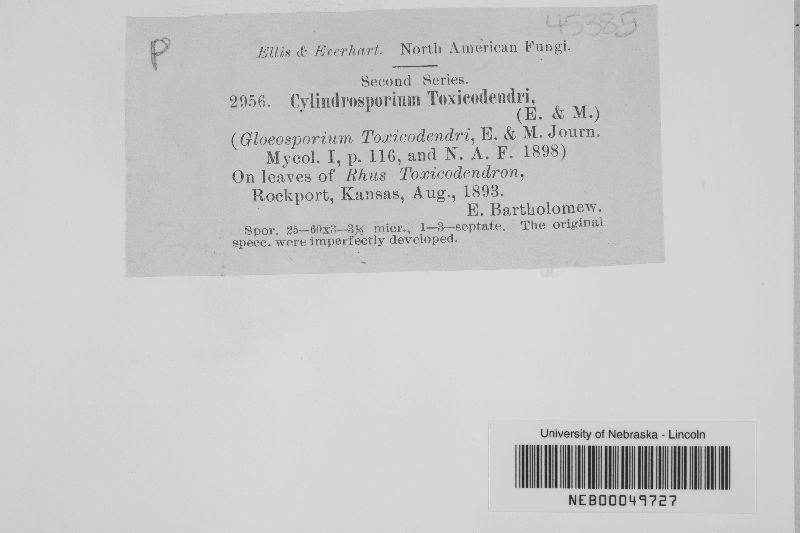 45385
P
Ellis & Everhart. North American Fungi.
Second Series.
2956. Cylindrosporium Toxicodendri,
(E. & M.)
(Gloeosporium Toxicodendri, E. & M. Journ.
Mycol. I, p. 116, and N. A. F. 1898)
On leaves of Rhus Toxicodendron,
Rockport, Kansas, Aug., 1893.
E. Bartholomew.
Spor. 25—60x3—3½ micr., 1—3—septate. The original
specc. were imperfectly developed.
University of Nebraska - Lincoln
NEB00049727